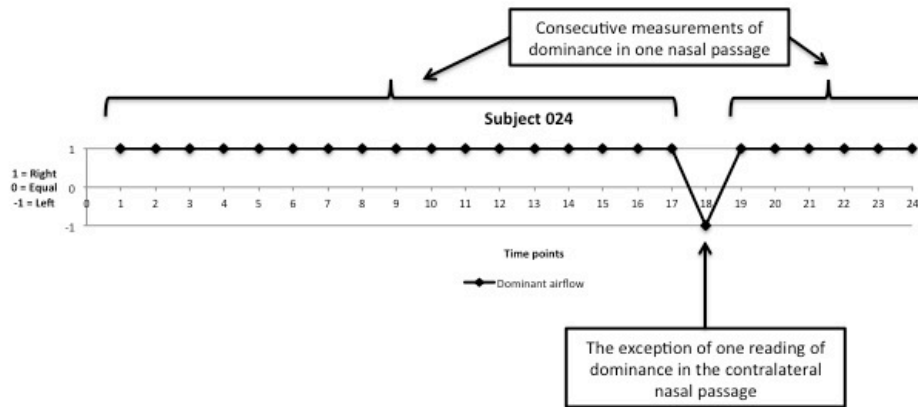 Consecutive measurements of
dominance in one nasal passage
Subject 024
1
0
-1
1 = Right
0 = Equal
-1 = Left
0 1 2 3 4 5 6 7 8 9 10 11 12 13 14 15 16 17 18 19 20 21 22 23 24
Time points
Dominant airflow
The exception of one reading of
dominance in the contralateral
nasal passage